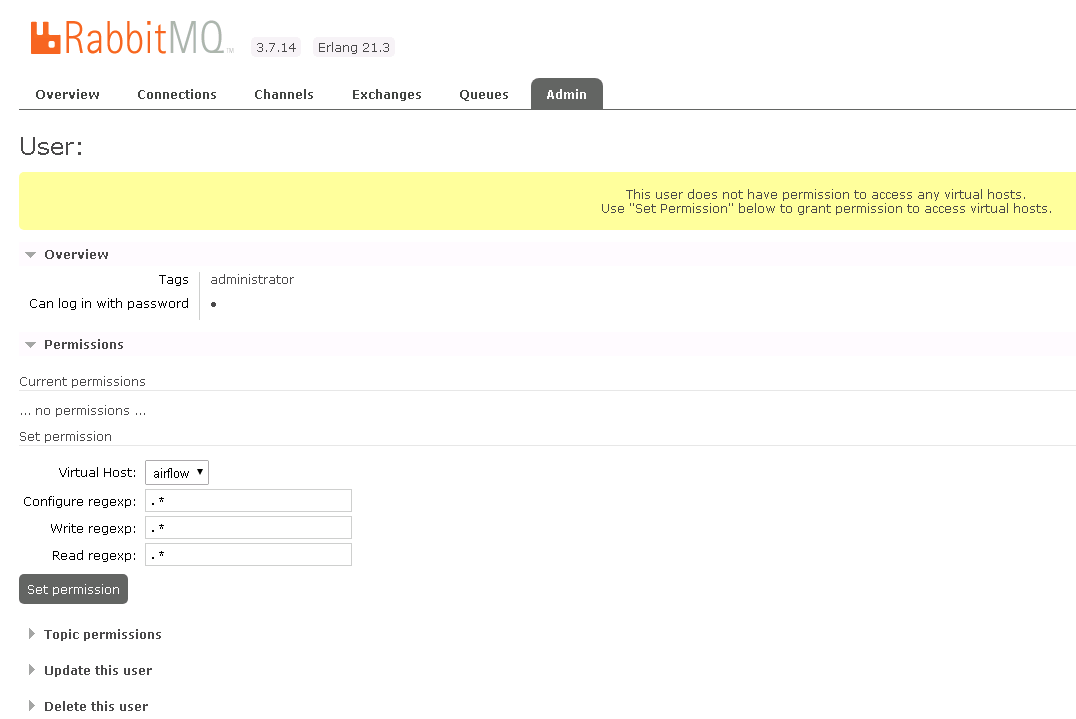 RabbitMQ TM 3.7.14 Erlang 21.3
Overview Connections Channels Exchanges Queues Admin
User:
This user does not have permission to access any virtual hosts.
Use "Set Permission" below to grant permission to access virtual hosts.
Overview
Tags administrator
Can log in with password •
Permissions
Current permissions
... no permissions ...
Set permission
Virtual Host: airflow
Configure regexp: .*
Write regexp: .*
Read regexp: .*
Set permission
Topic permissions
Update this user
Delete this user